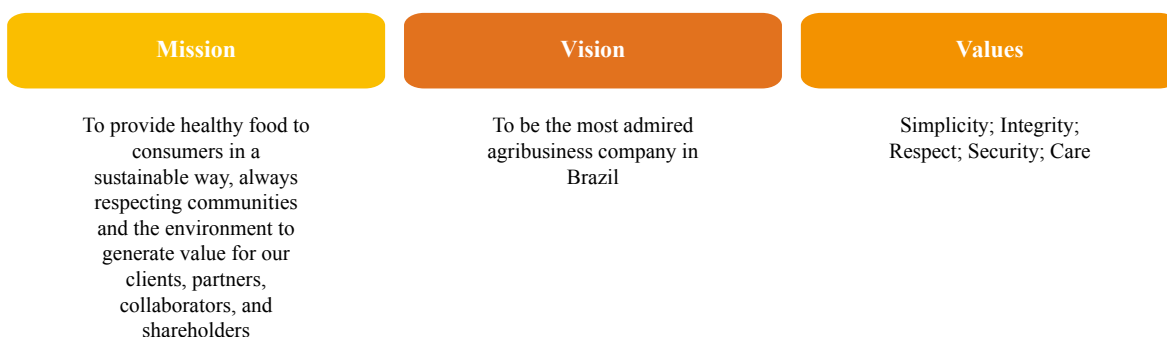 Mission
To provide healthy food to
consumers in a
sustainable way, always
respecting communities
and the environment to
generate value for our
clients, partners,
collaborators, and
shareholders
Vision
To be the most admired
agribusiness company in
Brazil
Values
Simplicity; Integrity;
Respect; Security; Care